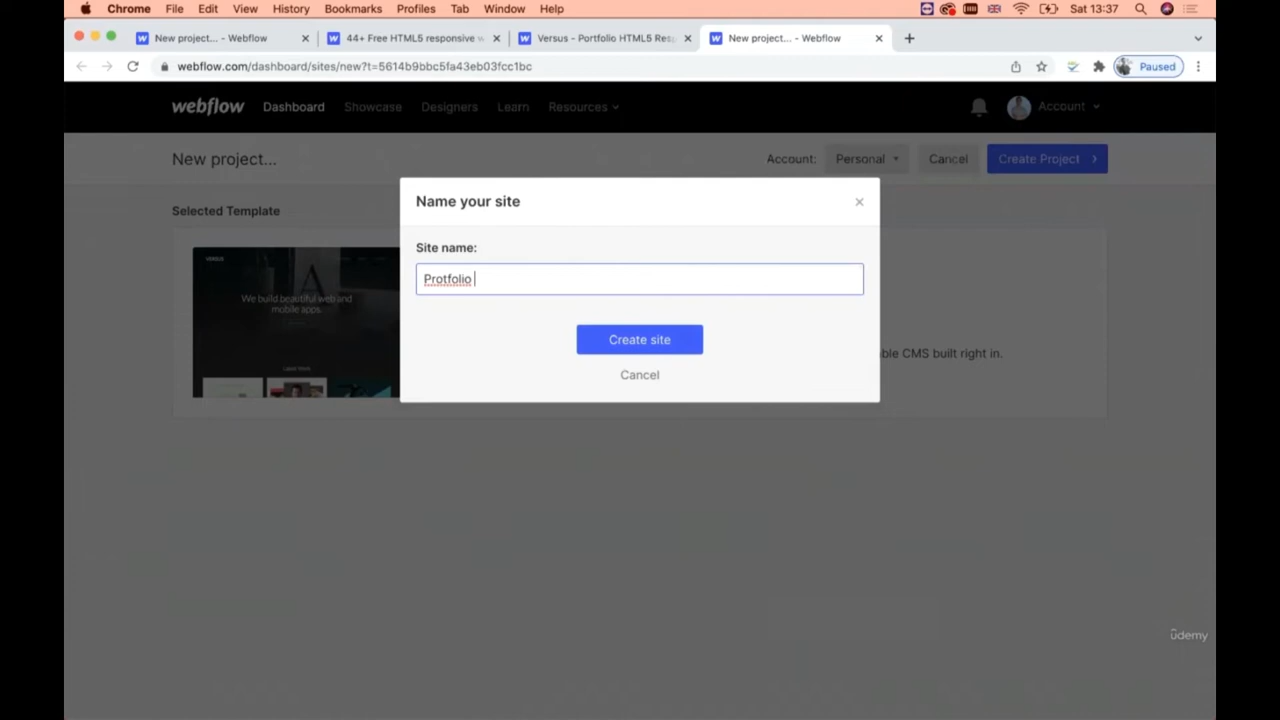 Chrome File Edit View History Bookmarks Profiles Tab Window Help Sat 13:37
New project... - Webflow 44+ Free HTML5 responsive w Versus - Portfolio HTML5 Res New project... - Webflow
webflow.com/dashboard/sites/new?t=5614b9bbc5fa43eb03fcc1bc Paused
webflow Dashboard Showcase Designers Learn Resources Account
New project... Account: Personal Cancel Create Project
Name your site
Selected Template
Site name:
VERSUS
Protfolio
We build beautiful web and
mobile apps.
Create site
ble CMS built right in.
Cancel
udemy